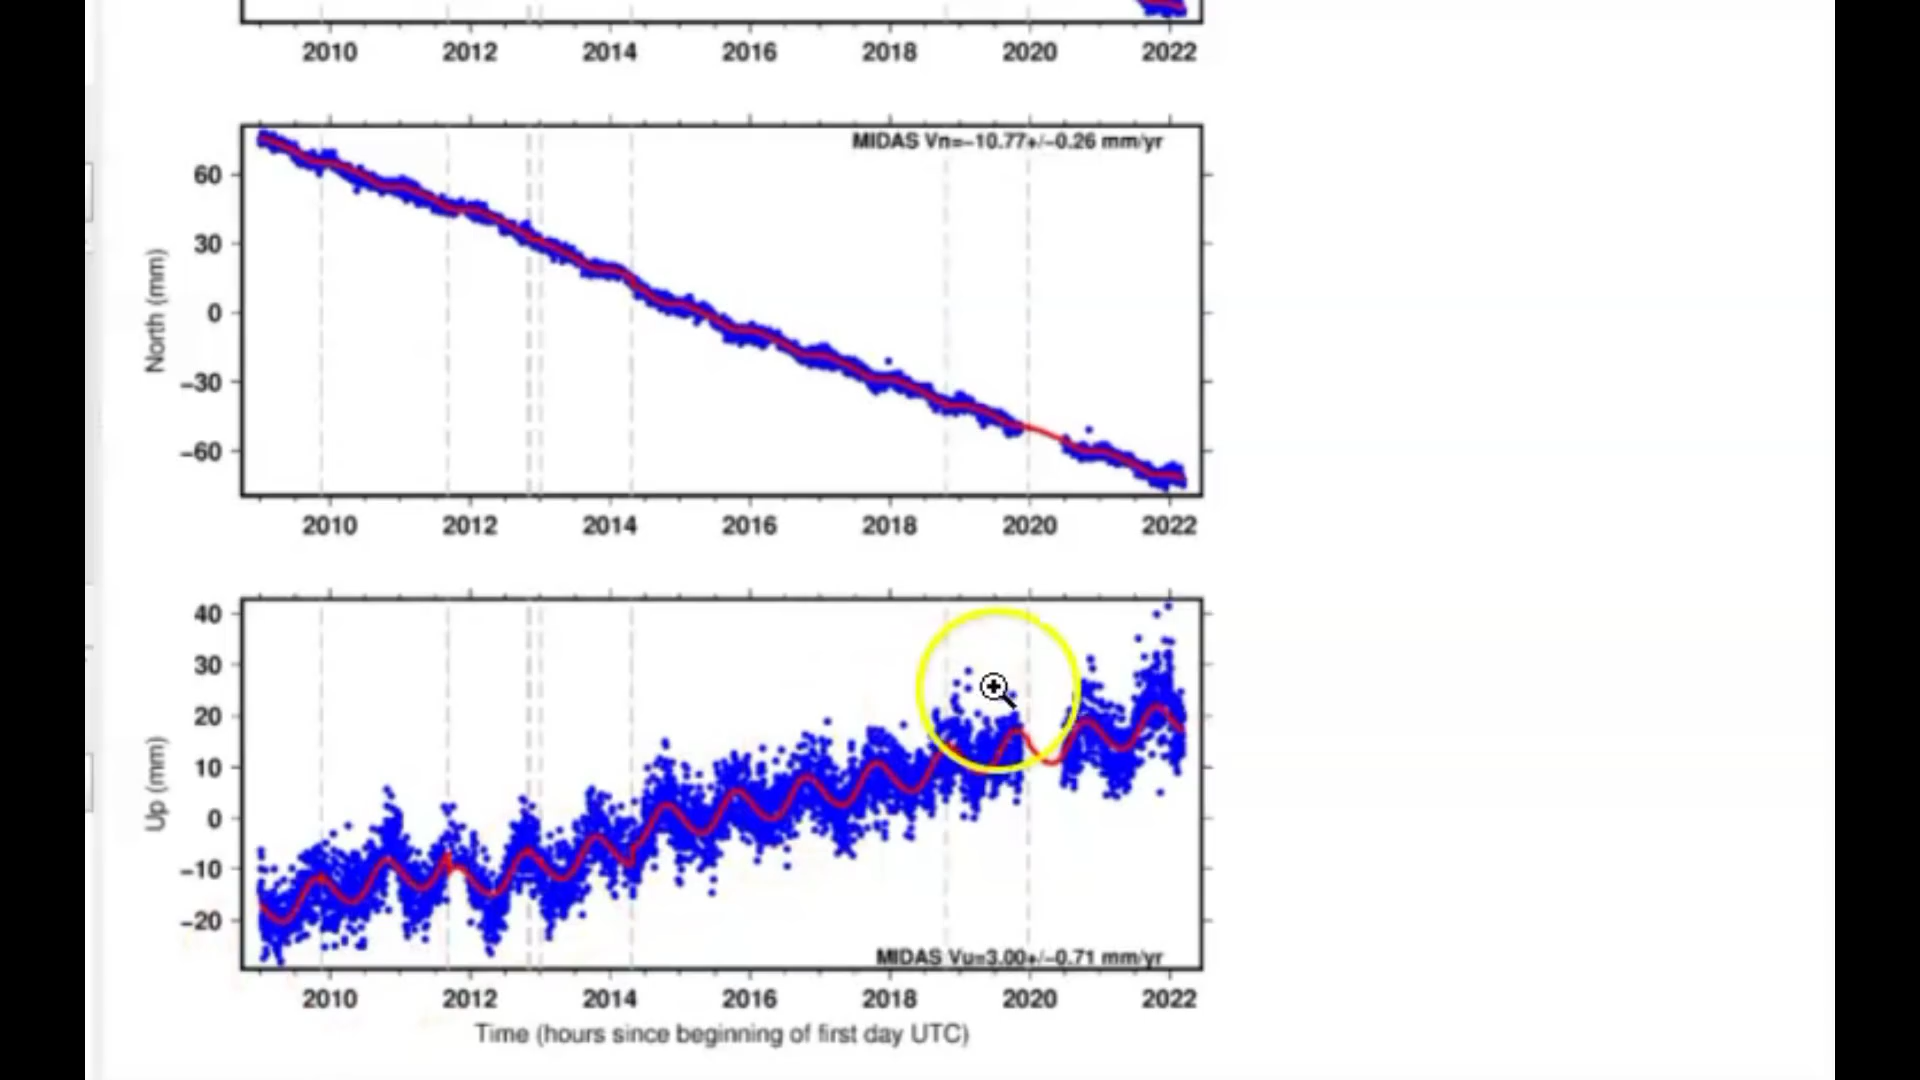 2010 2012 2014 2016 2018 2020 2022
MIDAS Vn=−10.77+/−0.26 mm/yr
60
30
0
−30
−60
North (mm)
2010 2012 2014 2016 2018 2020 2022
40
30
20
10
0
−10
−20
Up (mm)
MIDAS Vu=3.00+/−0.71 mm/yr
2010 2012 2014 2016 2018 2020 2022
Time (hours since beginning of first day UTC)